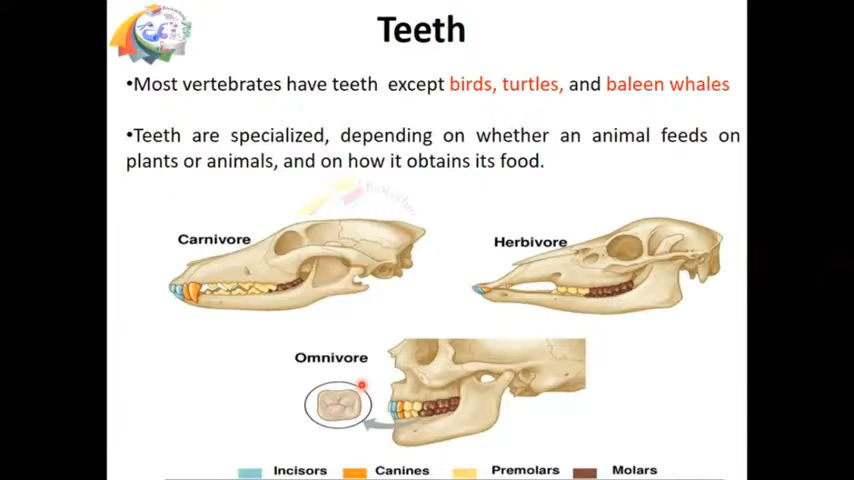 Teeth
•Most vertebrates have teeth except birds, turtles, and baleen whales
•Teeth are specialized, depending on whether an animal feeds on
plants or animals, and on how it obtains its food.
Carnivore
Herbivore
Omnivore
Incisors Canines Premolars Molars